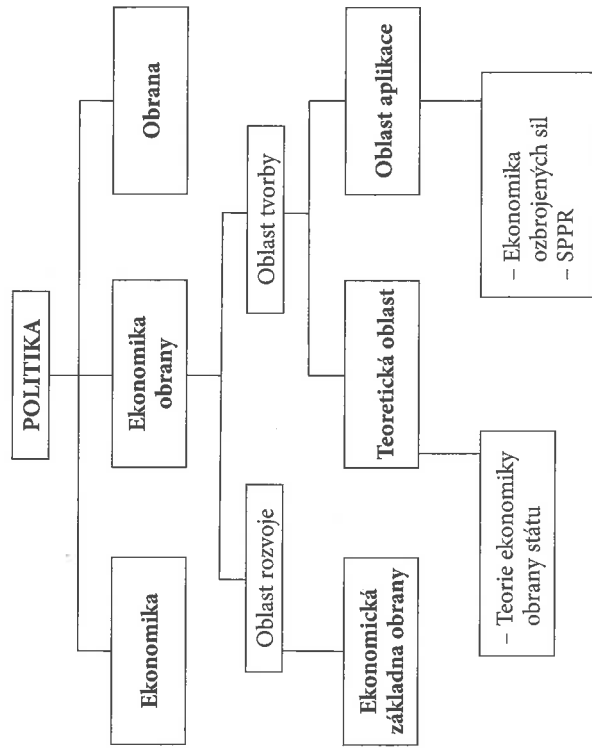 POLITIKA
Ekonomika
Ekonomika
obrany
Obrana
Oblast rozvoje
Oblast tvorby
Ekonomická
základna obrany
Teoretická oblast
Oblast aplikace
– Teorie ekonomiky
obrany státu
– Ekonomika
ozbrojených sil
– SPPR